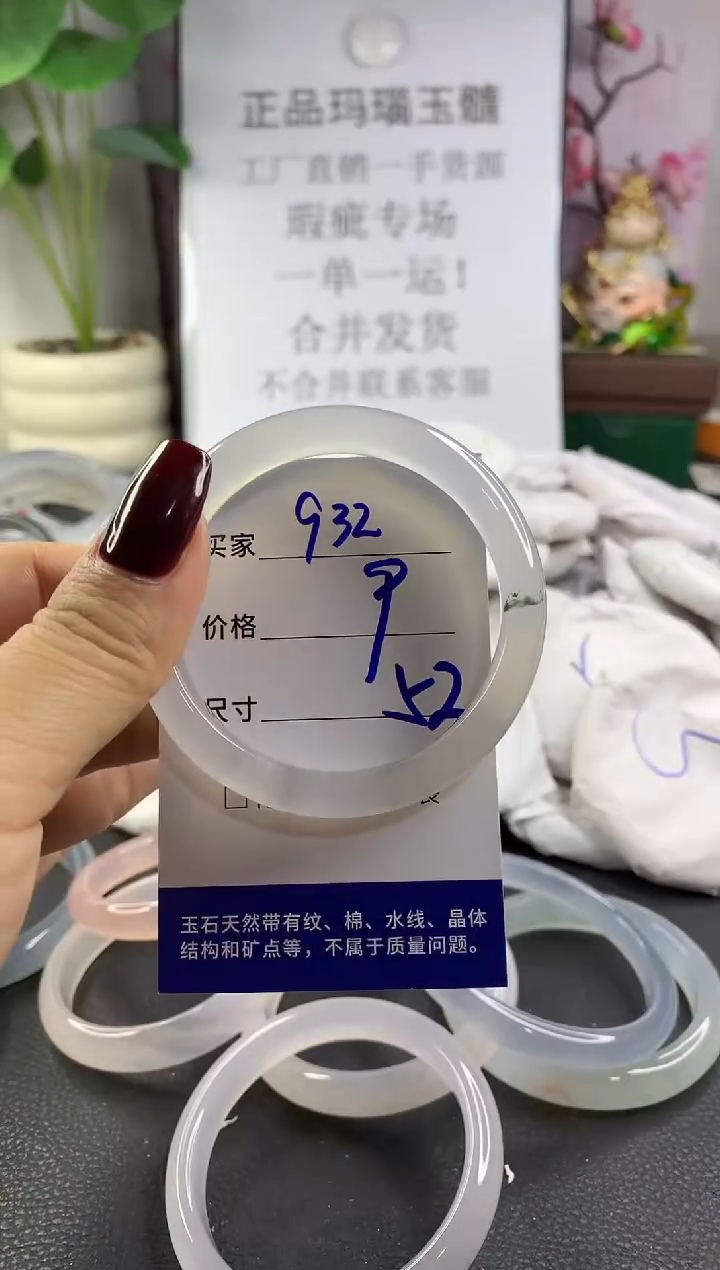 正品玛瑙玉髓
工厂直销一手货源
瑕疵专场
一单一运！
合并发货
不合并联系客服
买家 932
价格 9
尺寸 52
玉石天然带有纹、棉、水线、晶体
结构和矿点等，不属于质量问题。